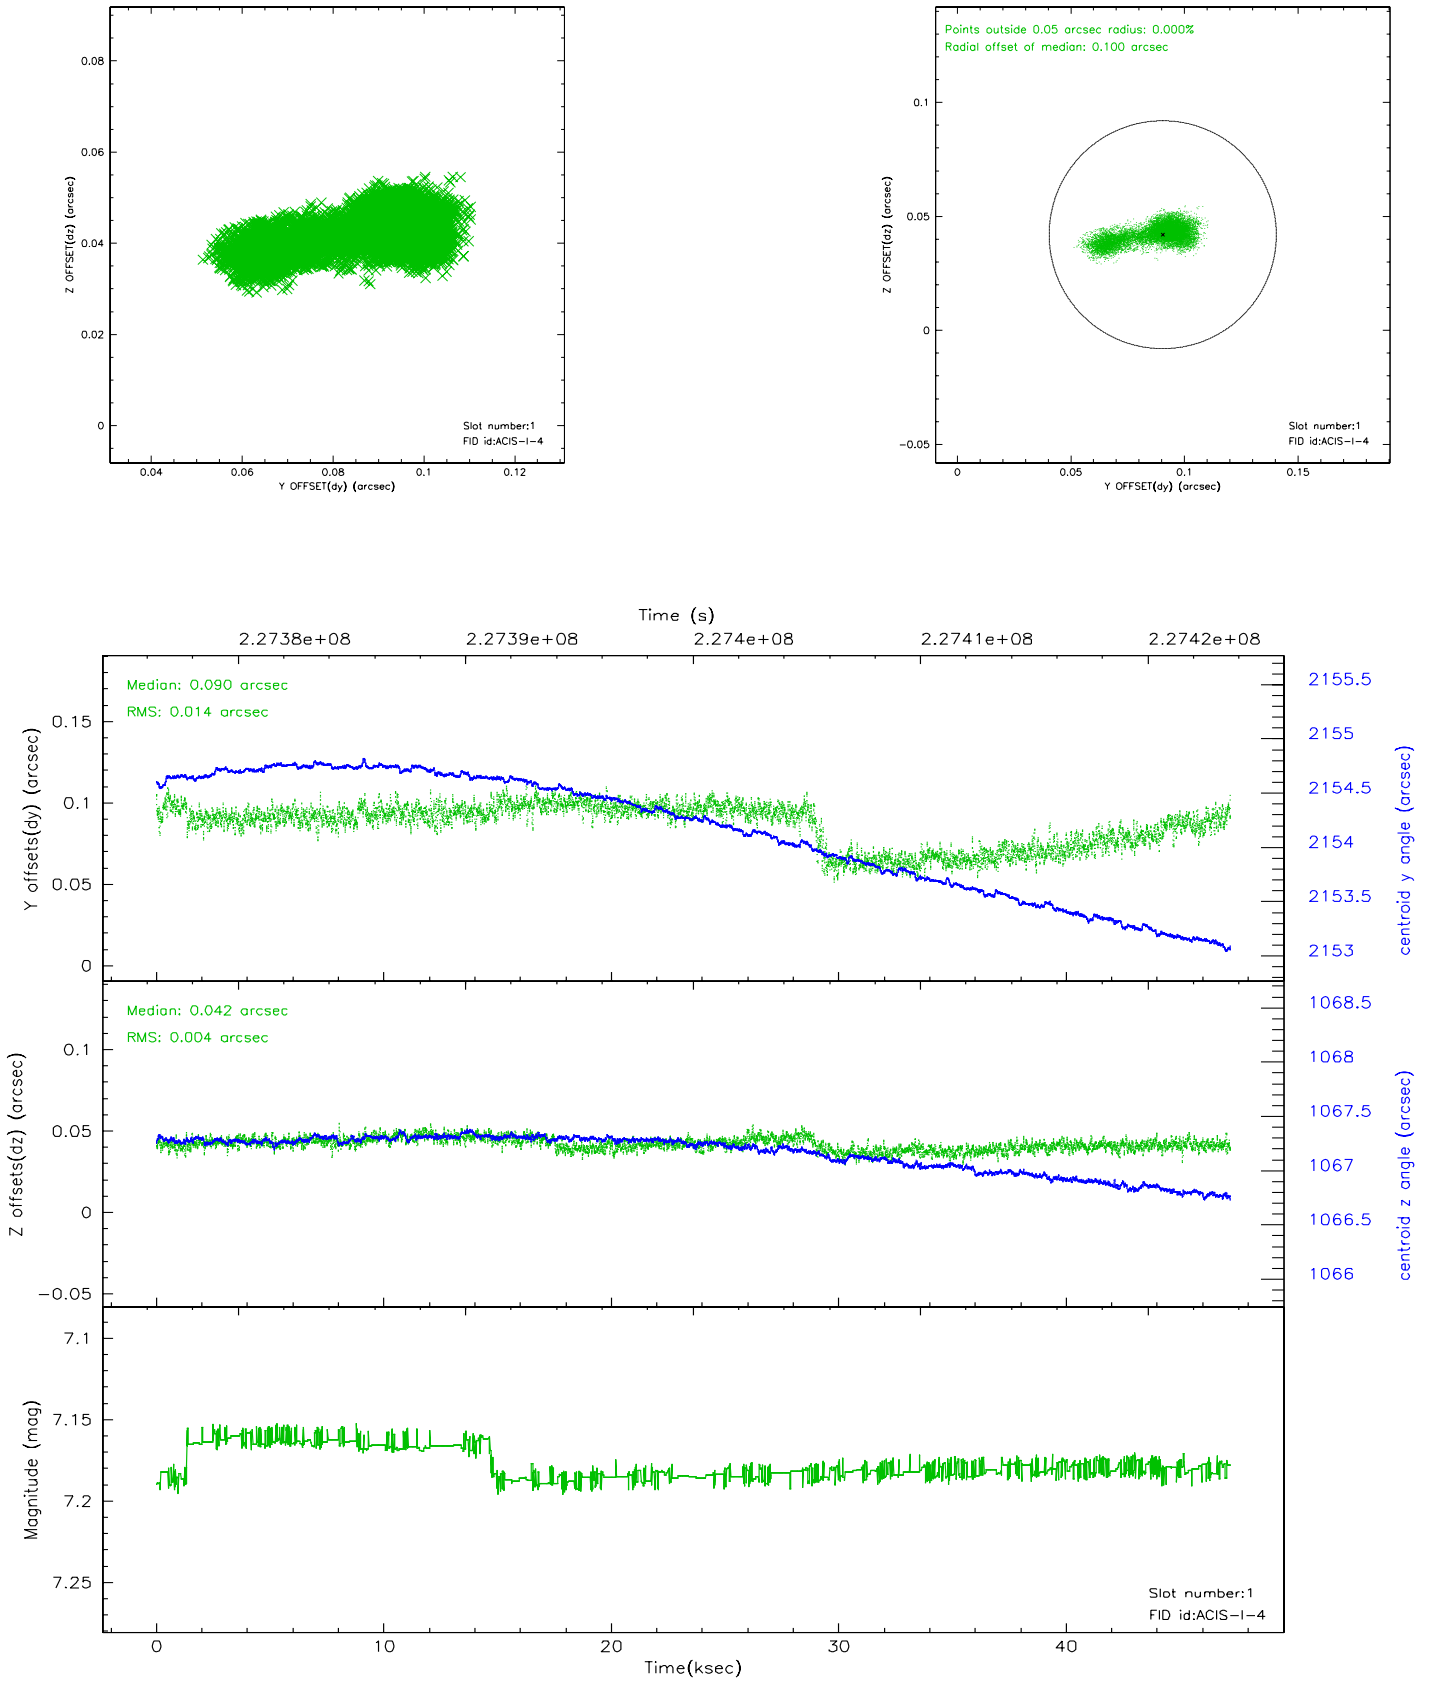 0.08
0.06
0.04
0.02
0
Z OFFSET(dz) (arcsec)
Slot number:1
FID id:ACIS-I-4
0.04 0.06 0.08 0.1 0.12
Y OFFSET(dy) (arcsec)
Points outside 0.05 arcsec radius: 0.000%
Radial offset of median: 0.100 arcsec
0.1
0.05
0
-0.05
Z OFFSET(dz) (arcsec)
Slot number:1
FID id:ACIS-I-4
0 0.05 0.1 0.15
Y OFFSET(dy) (arcsec)
Time (s)
2.2738e+08 2.2739e+08 2.274e+08 2.2741e+08 2.2742e+08
Median: 0.090 arcsec
RMS: 0.014 arcsec
0.15
0.1
0.05
0
Y offsets(dy) (arcsec)
2155.5
2155
2154.5
2154
2153.5
2153
centroid y angle (arcsec)
Median: 0.042 arcsec
RMS: 0.004 arcsec
0.1
0.05
0
-0.05
Z offsets(dz) (arcsec)
1068.5
1068
1067.5
1067
1066.5
1066
centroid z angle (arcsec)
7.1
7.15
7.2
7.25
Magnitude (mag)
Slot number:1
FID id:ACIS-I-4
0 10 20 30 40
Time(ksec)